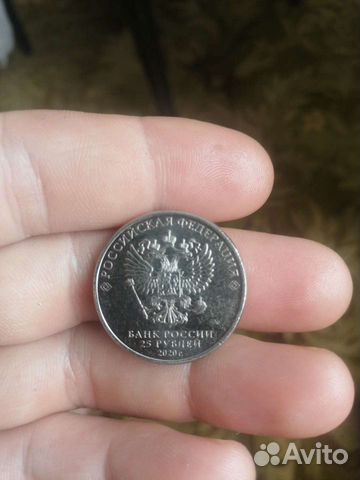 РОССИЙСКАЯ ФЕДЕРАЦИЯ
БАНК РОССИИ
25 РУБЛЕЙ
2020 г.
Avito